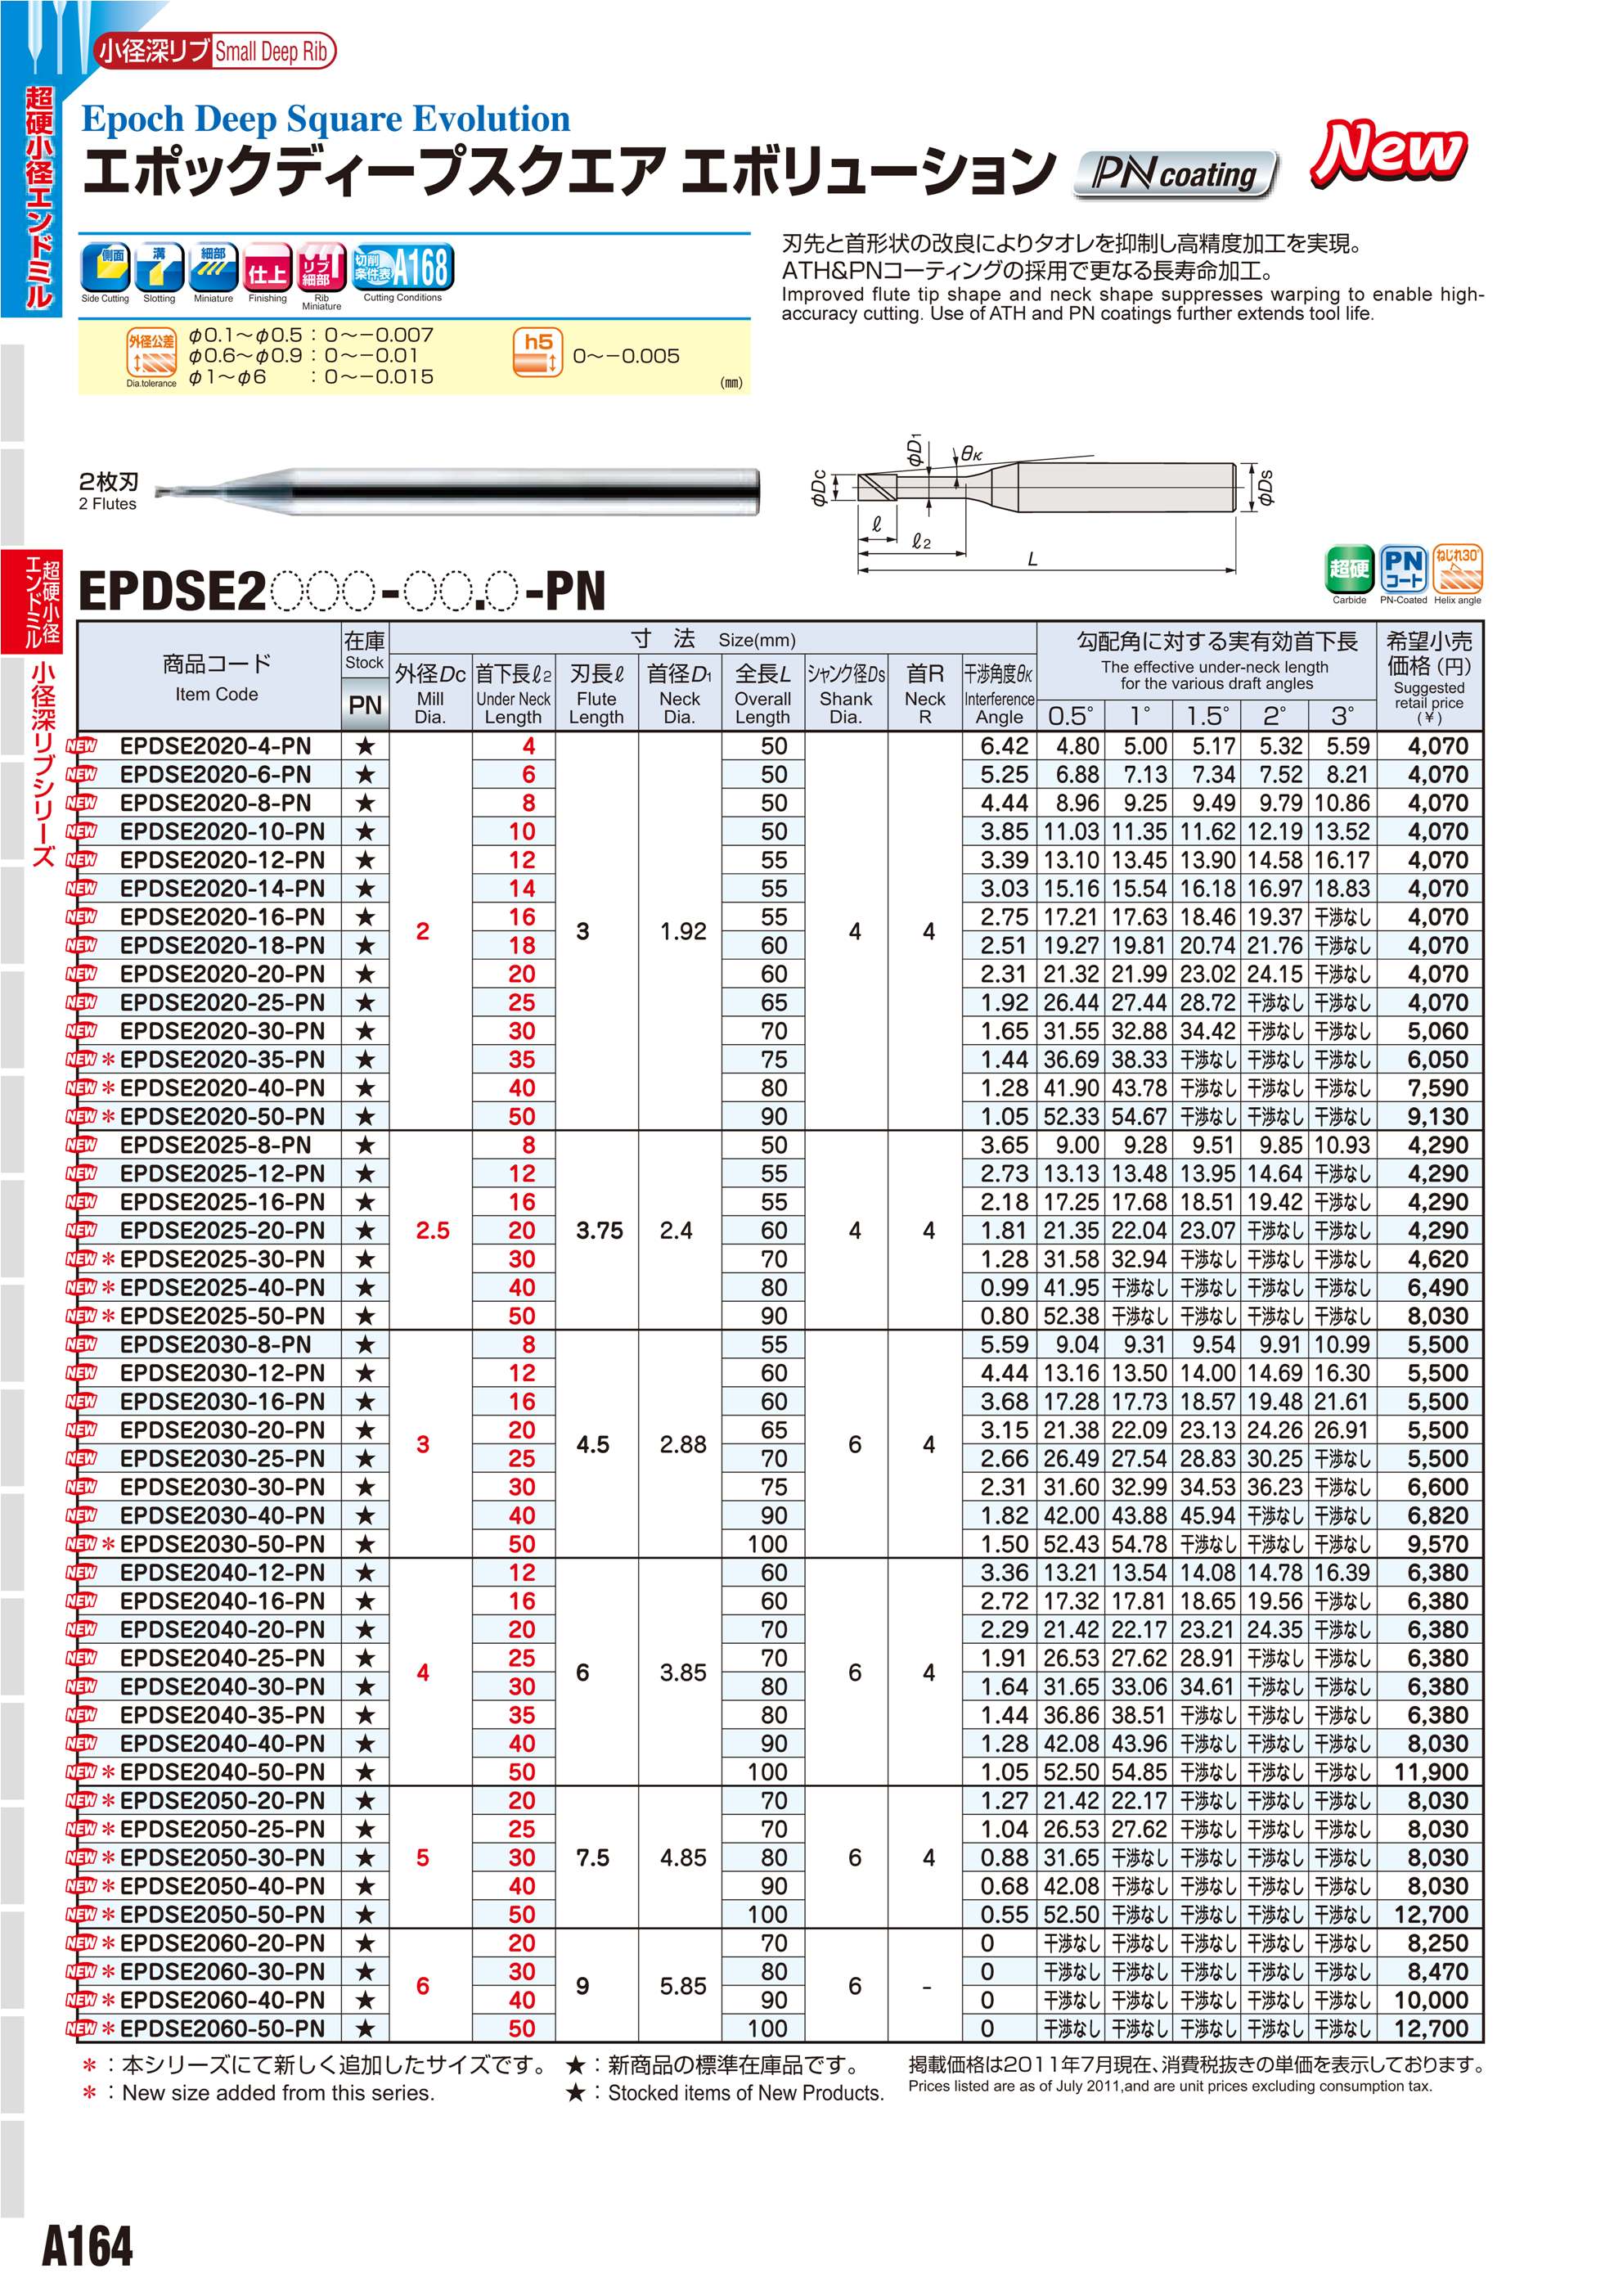 小径深リブ Small Deep Rib
超硬小径エンドミル
Epoch Deep Square Evolution
エポックディープスクエア エボリューション PN coating New
側面 溝 細部 仕上 リブ細部 切削条件表 A168
Side Cutting Slotting Miniature Finishing Rib Miniature Cutting Conditions
刃先と首形状の改良によりタオレを抑制し高精度加工を実現。
ATH&PNコーティングの採用で更なる長寿命加工。
Improved flute tip shape and neck shape suppresses warping to enable high-
accuracy cutting. Use of ATH and PN coatings further extends tool life.
外径公差 Dia.tolerance
φ0.1～φ0.5：0～－0.007
φ0.6～φ0.9：0～－0.01
φ1～φ6 ：0～－0.015
h5 0～－0.005
(mm)
2枚刃
2 Flutes
φDc φD1 θK φDs ℓ ℓ2 L
超硬 PNコート ねじれ30°
Carbide PN-Coated Helix angle
EPDSE2○○○-○○.○-PN
超硬小径エンドミル
小径深リブシリーズ
商品コード Item Code 在庫 Stock PN 寸 法 Size(mm) 勾配角に対する実有効首下長 The effective under-neck length for the various draft angles 希望小売価格(円) Suggested retail price (¥)
外径Dc Mill Dia. 首下長ℓ2 Under Neck Length 刃長ℓ Flute Length 首径D1 Neck Dia. 全長L Overall Length シャンク径Ds Shank Dia. 首R Neck R 干渉角度θK Interference Angle 0.5° 1° 1.5° 2° 3°
NEW EPDSE2020-4-PN ★ 4 50 6.42 4.80 5.00 5.17 5.32 5.59 4,070
NEW EPDSE2020-6-PN ★ 6 50 5.25 6.88 7.13 7.34 7.52 8.21 4,070
NEW EPDSE2020-8-PN ★ 8 50 4.44 8.96 9.25 9.49 9.79 10.86 4,070
NEW EPDSE2020-10-PN ★ 10 50 3.85 11.03 11.35 11.62 12.19 13.52 4,070
NEW EPDSE2020-12-PN ★ 12 55 3.39 13.10 13.45 13.90 14.58 16.17 4,070
NEW EPDSE2020-14-PN ★ 14 55 3.03 15.16 15.54 16.18 16.97 18.83 4,070
NEW EPDSE2020-16-PN ★ 2 16 3 1.92 55 4 4 2.75 17.21 17.63 18.46 19.37 干渉なし 4,070
NEW EPDSE2020-18-PN ★ 18 60 2.51 19.27 19.81 20.74 21.76 干渉なし 4,070
NEW EPDSE2020-20-PN ★ 20 60 2.31 21.32 21.99 23.02 24.15 干渉なし 4,070
NEW EPDSE2020-25-PN ★ 25 65 1.92 26.44 27.44 28.72 干渉なし 干渉なし 4,070
NEW EPDSE2020-30-PN ★ 30 70 1.65 31.55 32.88 34.42 干渉なし 干渉なし 5,060
NEW * EPDSE2020-35-PN ★ 35 75 1.44 36.69 38.33 干渉なし 干渉なし 干渉なし 6,050
NEW * EPDSE2020-40-PN ★ 40 80 1.28 41.90 43.78 干渉なし 干渉なし 干渉なし 7,590
NEW * EPDSE2020-50-PN ★ 50 90 1.05 52.33 54.67 干渉なし 干渉なし 干渉なし 9,130
NEW EPDSE2025-8-PN ★ 8 50 3.65 9.00 9.28 9.51 9.85 10.93 4,290
NEW EPDSE2025-12-PN ★ 12 55 2.73 13.13 13.48 13.95 14.64 干渉なし 4,290
NEW EPDSE2025-16-PN ★ 16 55 2.18 17.25 17.68 18.51 19.42 干渉なし 4,290
NEW EPDSE2025-20-PN ★ 2.5 20 3.75 2.4 60 4 4 1.81 21.35 22.04 23.07 干渉なし 干渉なし 4,290
NEW * EPDSE2025-30-PN ★ 30 70 1.28 31.58 32.94 干渉なし 干渉なし 干渉なし 4,620
NEW * EPDSE2025-40-PN ★ 40 80 0.99 41.95 干渉なし 干渉なし 干渉なし 干渉なし 6,490
NEW * EPDSE2025-50-PN ★ 50 90 0.80 52.38 干渉なし 干渉なし 干渉なし 干渉なし 8,030
NEW EPDSE2030-8-PN ★ 8 55 5.59 9.04 9.31 9.54 9.91 10.99 5,500
NEW EPDSE2030-12-PN ★ 12 60 4.44 13.16 13.50 14.00 14.69 16.30 5,500
NEW EPDSE2030-16-PN ★ 16 60 3.68 17.28 17.73 18.57 19.48 21.61 5,500
NEW EPDSE2030-20-PN ★ 3 20 4.5 2.88 65 6 4 3.15 21.38 22.09 23.13 24.26 26.91 5,500
NEW EPDSE2030-25-PN ★ 25 70 2.66 26.49 27.54 28.83 30.25 干渉なし 5,500
NEW EPDSE2030-30-PN ★ 30 75 2.31 31.60 32.99 34.53 36.23 干渉なし 6,600
NEW EPDSE2030-40-PN ★ 40 90 1.82 42.00 43.88 45.94 干渉なし 干渉なし 6,820
NEW * EPDSE2030-50-PN ★ 50 100 1.50 52.43 54.78 干渉なし 干渉なし 干渉なし 9,570
NEW EPDSE2040-12-PN ★ 12 60 3.36 13.21 13.54 14.08 14.78 16.39 6,380
NEW EPDSE2040-16-PN ★ 16 60 2.72 17.32 17.81 18.65 19.56 干渉なし 6,380
NEW EPDSE2040-20-PN ★ 20 70 2.29 21.42 22.17 23.21 24.35 干渉なし 6,380
NEW EPDSE2040-25-PN ★ 4 25 6 3.85 70 6 4 1.91 26.53 27.62 28.91 干渉なし 干渉なし 6,380
NEW EPDSE2040-30-PN ★ 30 80 1.64 31.65 33.06 34.61 干渉なし 干渉なし 6,380
NEW EPDSE2040-35-PN ★ 35 80 1.44 36.86 38.51 干渉なし 干渉なし 干渉なし 6,380
NEW EPDSE2040-40-PN ★ 40 90 1.28 42.08 43.96 干渉なし 干渉なし 干渉なし 8,030
NEW * EPDSE2040-50-PN ★ 50 100 1.05 52.50 54.85 干渉なし 干渉なし 干渉なし 11,900
NEW * EPDSE2050-20-PN ★ 20 70 1.27 21.42 22.17 干渉なし 干渉なし 干渉なし 8,030
NEW * EPDSE2050-25-PN ★ 25 70 1.04 26.53 27.62 干渉なし 干渉なし 干渉なし 8,030
NEW * EPDSE2050-30-PN ★ 5 30 7.5 4.85 80 6 4 0.88 31.65 干渉なし 干渉なし 干渉なし 干渉なし 8,030
NEW * EPDSE2050-40-PN ★ 40 90 0.68 42.08 干渉なし 干渉なし 干渉なし 干渉なし 8,030
NEW * EPDSE2050-50-PN ★ 50 100 0.55 52.50 干渉なし 干渉なし 干渉なし 干渉なし 12,700
NEW * EPDSE2060-20-PN ★ 20 70 0 干渉なし 干渉なし 干渉なし 干渉なし 干渉なし 8,250
NEW * EPDSE2060-30-PN ★ 6 30 9 5.85 80 6 - 0 干渉なし 干渉なし 干渉なし 干渉なし 干渉なし 8,470
NEW * EPDSE2060-40-PN ★ 40 90 0 干渉なし 干渉なし 干渉なし 干渉なし 干渉なし 10,000
NEW * EPDSE2060-50-PN ★ 50 100 0 干渉なし 干渉なし 干渉なし 干渉なし 干渉なし 12,700
*：本シリーズにて新しく追加したサイズです。 ★：新商品の標準在庫品です。 掲載価格は2011年7月現在、消費税抜きの単価を表示しております。
*：New size added from this series. ★：Stocked items of New Products. Prices listed are as of July 2011,and are unit prices excluding consumption tax.
A164